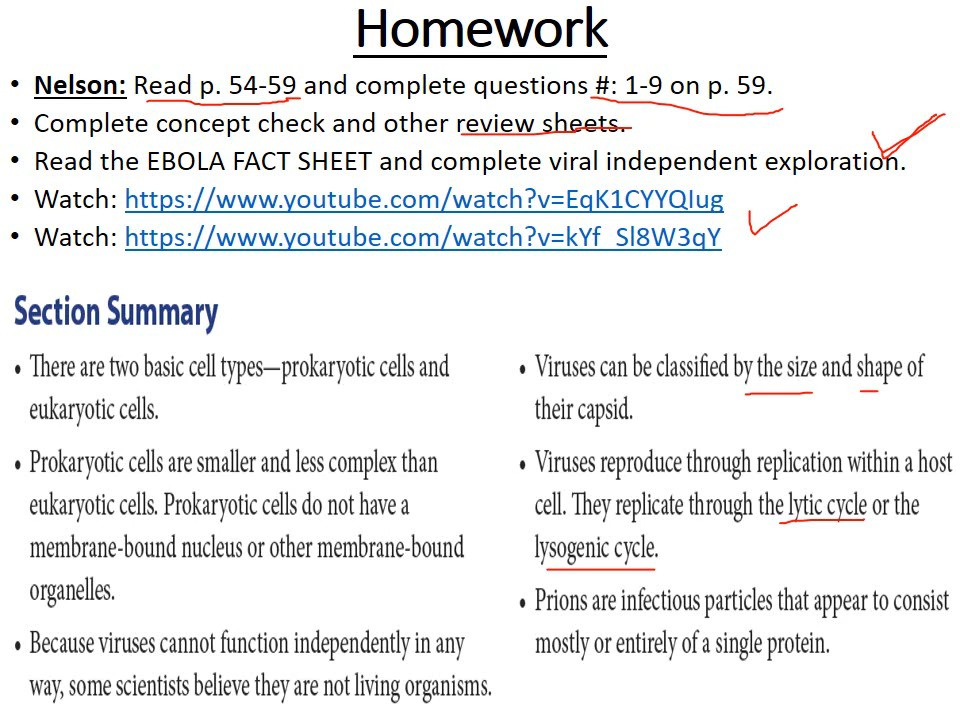 Homework
• Nelson: Read p. 54-59 and complete questions #: 1-9 on p. 59.
• Complete concept check and other review sheets.
• Read the EBOLA FACT SHEET and complete viral independent exploration.
• Watch: https://www.youtube.com/watch?v=EqK1CYYQIug
• Watch: https://www.youtube.com/watch?v=kYf_Sl8W3qY
Section Summary
• There are two basic cell types—prokaryotic cells and
eukaryotic cells.
• Prokaryotic cells are smaller and less complex than
eukaryotic cells. Prokaryotic cells do not have a
membrane-bound nucleus or other membrane-bound
organelles.
• Because viruses cannot function independently in any
way, some scientists believe they are not living organisms.
• Viruses can be classified by the size and shape of
their capsid.
• Viruses reproduce through replication within a host
cell. They replicate through the lytic cycle or the
lysogenic cycle.
• Prions are infectious particles that appear to consist
mostly or entirely of a single protein.